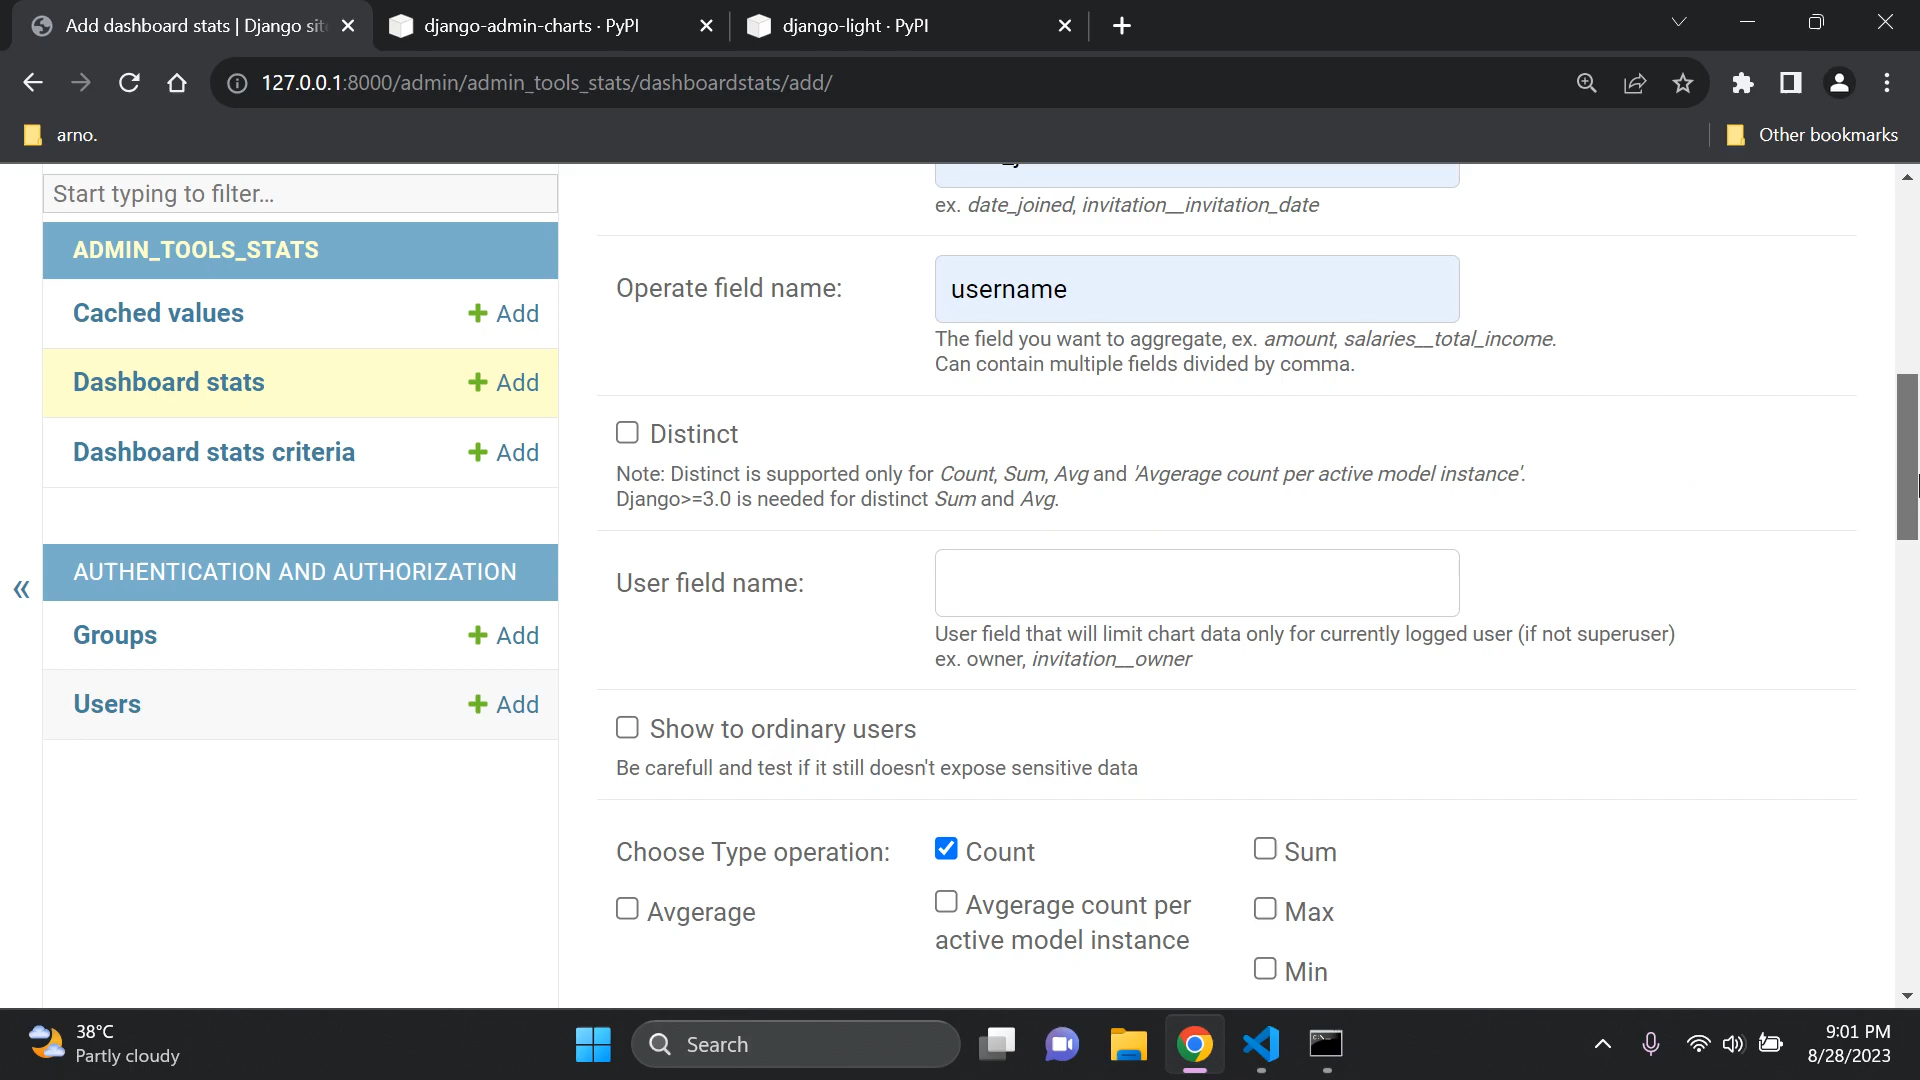 Add dashboard stats | Django sit
django-admin-charts · PyPI
django-light · PyPI
127.0.0.1:8000/admin/admin_tools_stats/dashboardstats/add/
arno.
Other bookmarks
Start typing to filter...
ADMIN_TOOLS_STATS
Cached values
Add
Dashboard stats
Add
Dashboard stats criteria
Add
AUTHENTICATION AND AUTHORIZATION
«
Groups
Add
Users
Add
ex. date_joined, invitation__invitation_date
Operate field name:
username
The field you want to aggregate, ex. amount, salaries__total_income.
Can contain multiple fields divided by comma.
Distinct
Note: Distinct is supported only for Count, Sum, Avg and 'Avgerage count per active model instance'.
Django>=3.0 is needed for distinct Sum and Avg.
User field name:
User field that will limit chart data only for currently logged user (if not superuser)
ex. owner, invitation__owner
Show to ordinary users
Be carefull and test if it still doesn't expose sensitive data
Choose Type operation:
Count
Sum
Avgerage
Avgerage count per
active model instance
Max
Min
38°C
Partly cloudy
Search
9:01 PM
8/28/2023